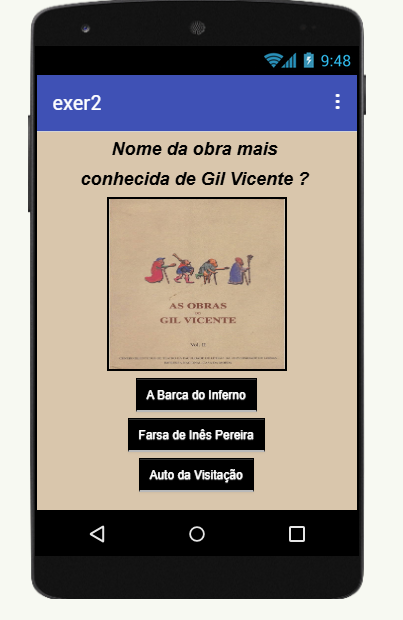 9:48
exer2
Nome da obra mais
conhecida de Gil Vicente ?
AS OBRAS
DE
GIL VICENTE
Vol. II
A Barca do Inferno
Farsa de Inês Pereira
Auto da Visitação